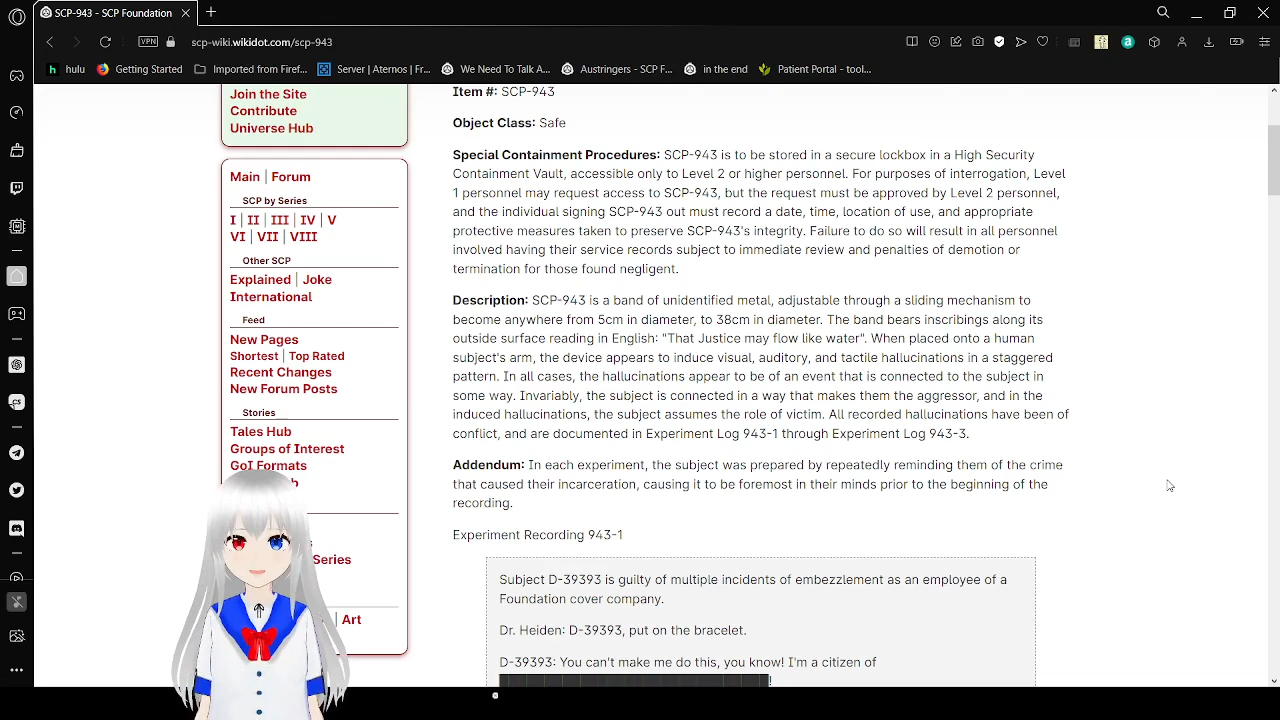 SCP-943 - SCP Foundation
VPN
scp-wiki.wikidot.com/scp-943
hulu
Getting Started
Imported from Firef...
Server | Aternos | Fr...
We Need To Talk A...
Austringers - SCP F...
in the end
Patient Portal - tool...
Join the Site
Contribute
Universe Hub
Main | Forum
SCP by Series
I | II | III | IV | V
VI | VII | VIII
Other SCP
Explained | Joke
International
Feed
New Pages
Shortest | Top Rated
Recent Changes
New Forum Posts
Stories
Tales Hub
Groups of Interest
GoI Formats
Series
| Art
Item #: SCP-943
Object Class: Safe
Special Containment Procedures: SCP-943 is to be stored in a secure lockbox in a High Security
Containment Vault, accessible only to Level 2 or higher personnel. For purposes of interrogation, Level
1 personnel may request access to SCP-943, but the request must be approved by Level 2 personnel,
and the individual signing SCP-943 out must record a date, time, location of use, and appropriate
protective measures taken to preserve SCP-943's integrity. Failure to do so will result in all personnel
involved having their service records subject to immediate review and penalties of demotion or
termination for those found negligent.
Description: SCP-943 is a band of unidentified metal, adjustable through a sliding mechanism to
become anywhere from 5cm in diameter, to 38cm in diameter. The band bears inscribings along its
outside surface reading in English: "That Justice may flow like water". When placed onto a human
subject's arm, the device appears to induce visual, auditory, and tactile hallucinations in a staggered
pattern. In all cases, the hallucinations appear to be of an event that is connected to the subject in
some way. Invariably, the subject is connected in a way that makes them the aggressor, and in the
induced hallucinations, the subject assumes the role of victim. All recorded hallucinations have been of
conflict, and are documented in Experiment Log 943-1 through Experiment Log 943-3.
Addendum: In each experiment, the subject was prepared by repeatedly reminding them of the crime
that caused their incarceration, causing it to be foremost in their minds prior to the beginning of the
recording.
Experiment Recording 943-1
Subject D-39393 is guilty of multiple incidents of embezzlement as an employee of a
Foundation cover company.
Dr. Heiden: D-39393, put on the bracelet.
D-39393: You can't make me do this, you know! I'm a citizen of
████████████████████!